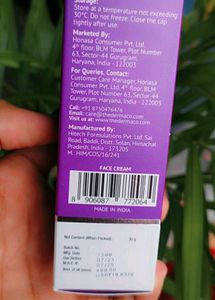 Store at a temperature not exceeding
30°C. Do not freeze. Close the cap
tightly after use.
Marketed By:
Honasa Consumer Pvt. Ltd.
4th floor, BLM Tower, Plot Number
63, Sector-44 Gurugram,
Haryana, India - 122003
For Queries, Contact:
Customer Care Manager, Honasa
Consumer Pvt. Ltd. 4th floor, BLM
Tower, Plot Number 63, Sector-44
Gurugram, Haryana, India -
122003
Call: +91 8750476476
Email: care@thedermaco.com
Visit us at www.thedermaco.com
Manufactured By:
Hitech Formulations Pvt. Ltd. Sai
Road, Baddi, Distt. Solan, Himachal
Pradesh, India - 173205
M.L: HIM/COS/16/241
FACE CREAM
8 906087 772064
MADE IN INDIA
Net Content (When Packed) 30 g
Batch No.
Mfg. Date
Use Before
M.R.P.
(Incl. of all taxes)